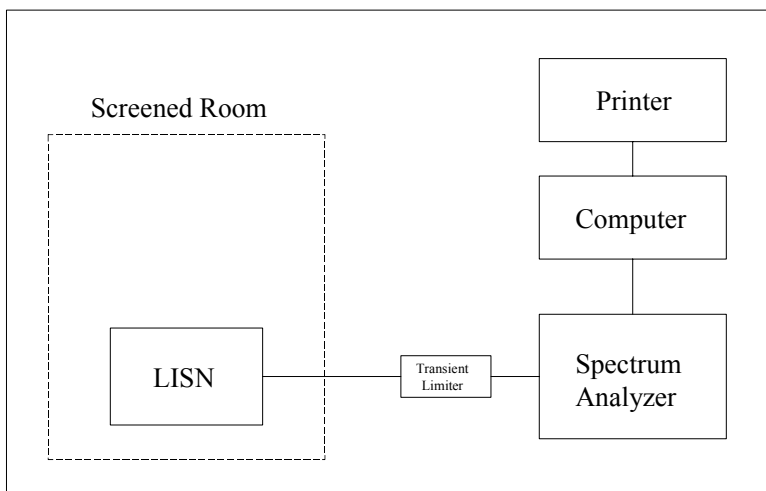 Screened Room
Printer
Computer
LISN
Transient
Limiter
Spectrum
Analyzer